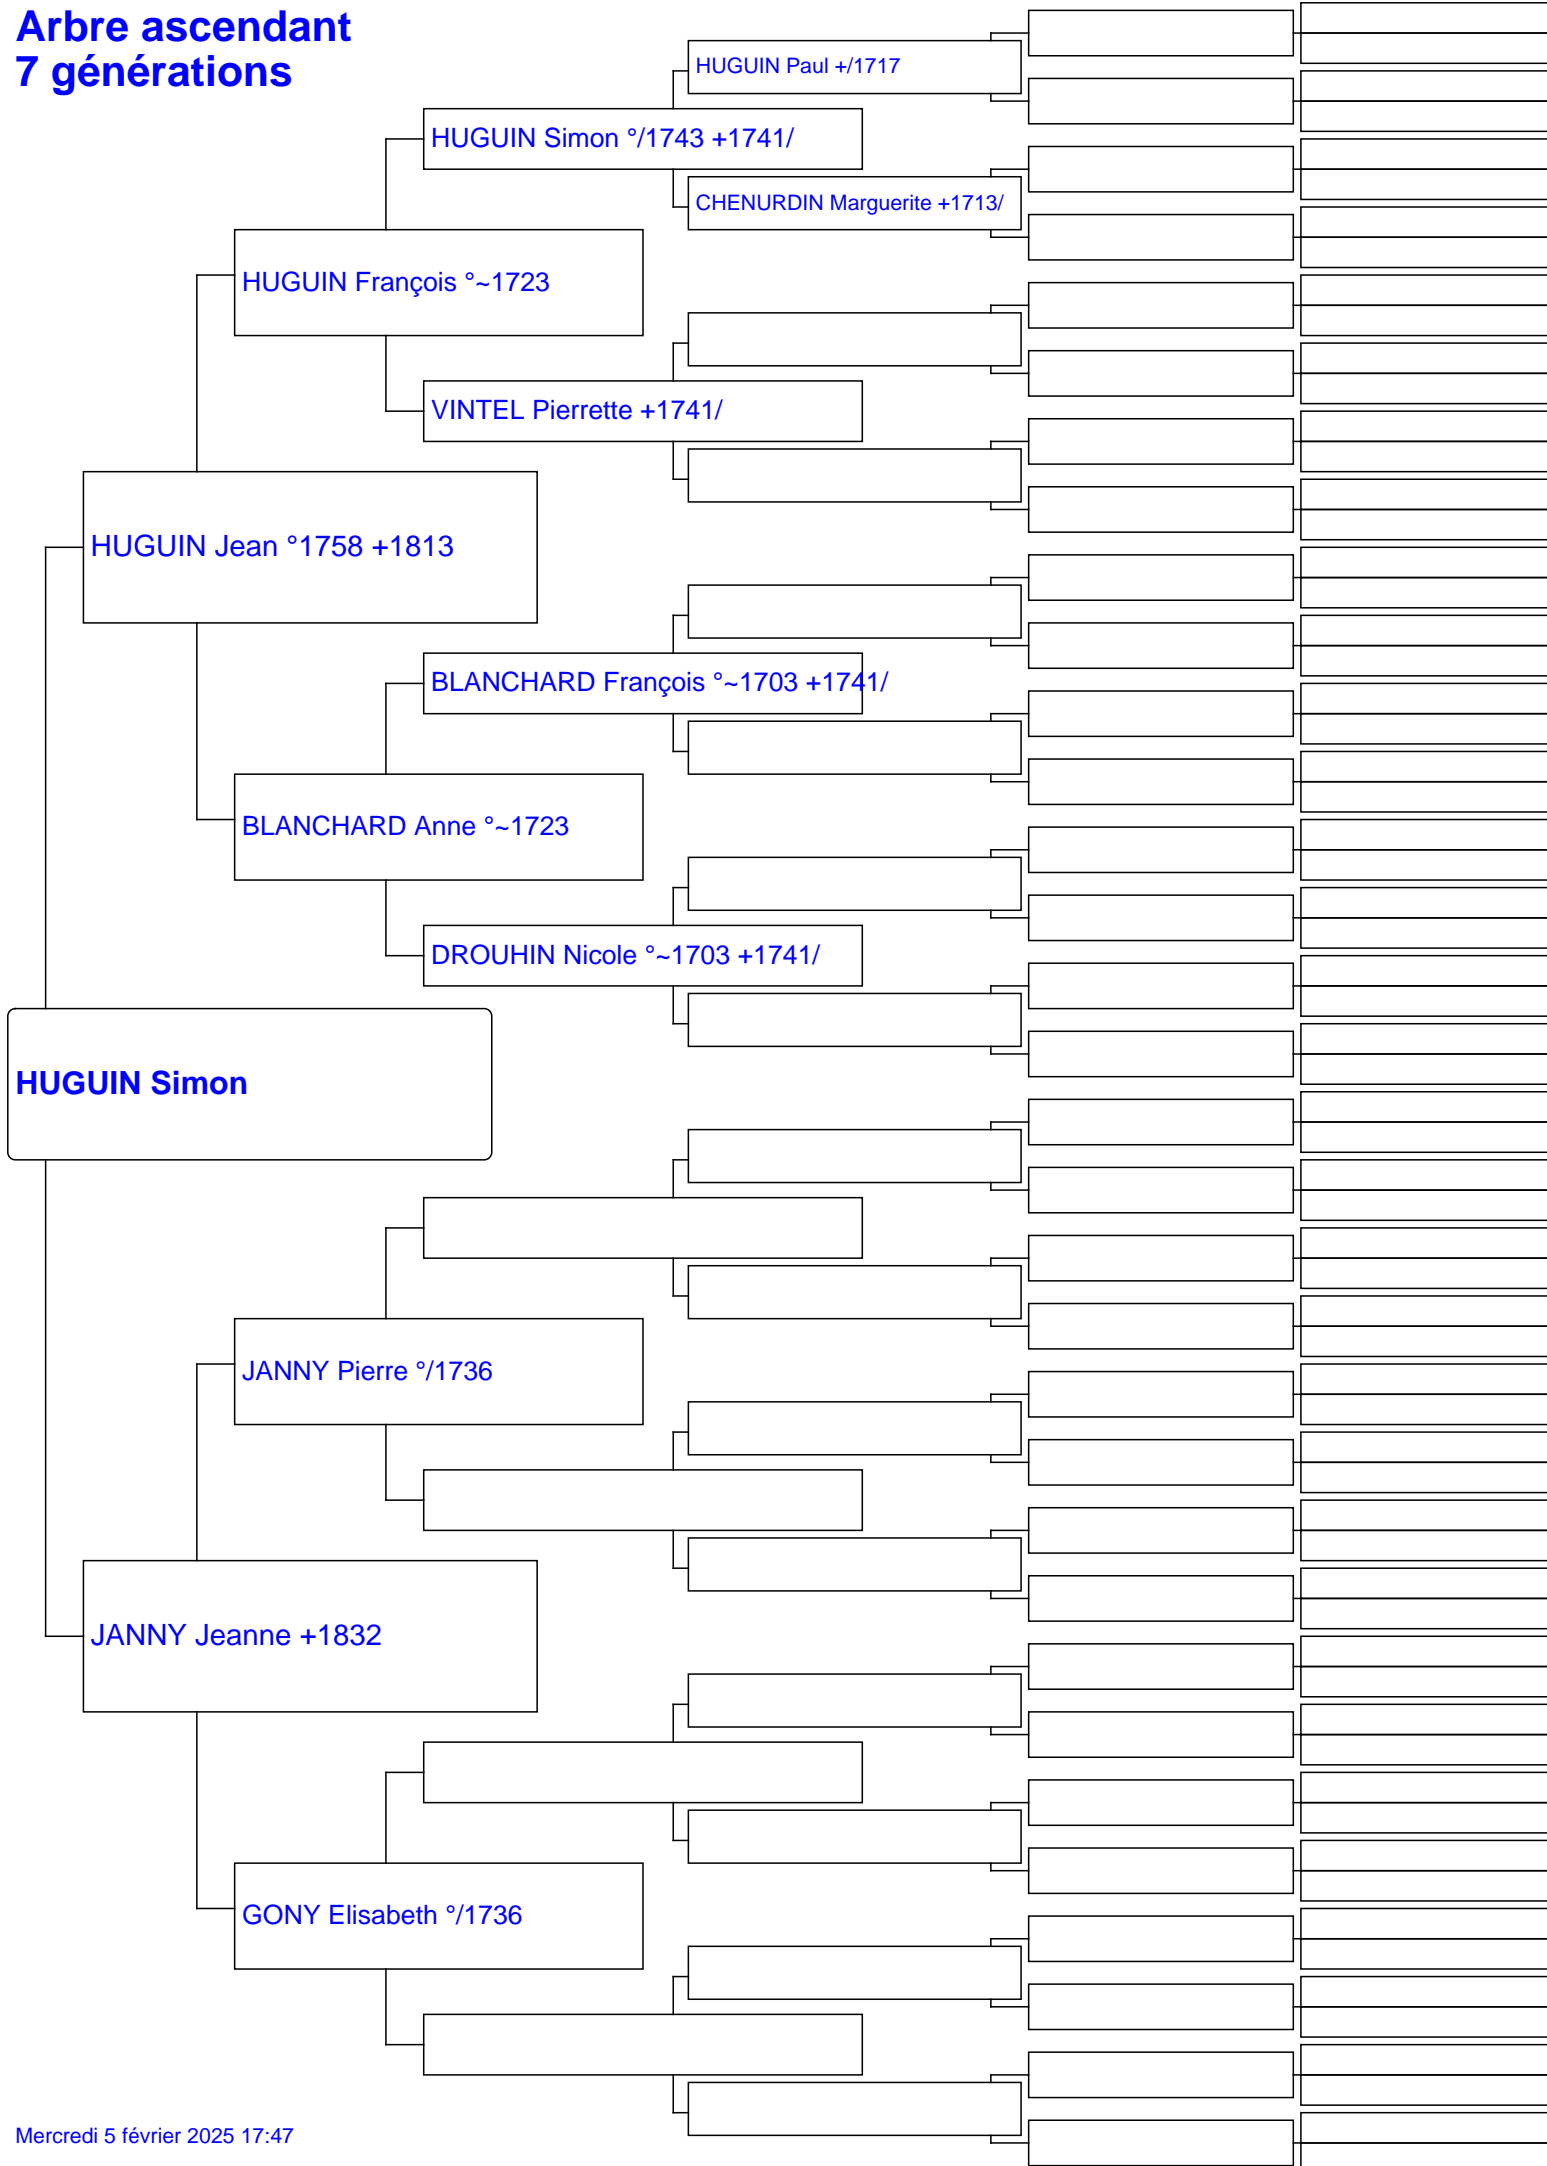 Arbre ascendant
7 générations
HUGUIN Paul +/1717
HUGUIN Simon °/1743 +1741/
CHENURDIN Marguerite +1713/
HUGUIN François °~1723
VINTEL Pierrette +1741/
HUGUIN Jean °1758 +1813
BLANCHARD François °~1703 +1741/
BLANCHARD Anne °~1723
DROUHIN Nicole °~1703 +1741/
HUGUIN Simon
JANNY Pierre °/1736
JANNY Jeanne +1832
GONY Elisabeth °/1736
Mercredi 5 février 2025 17:47